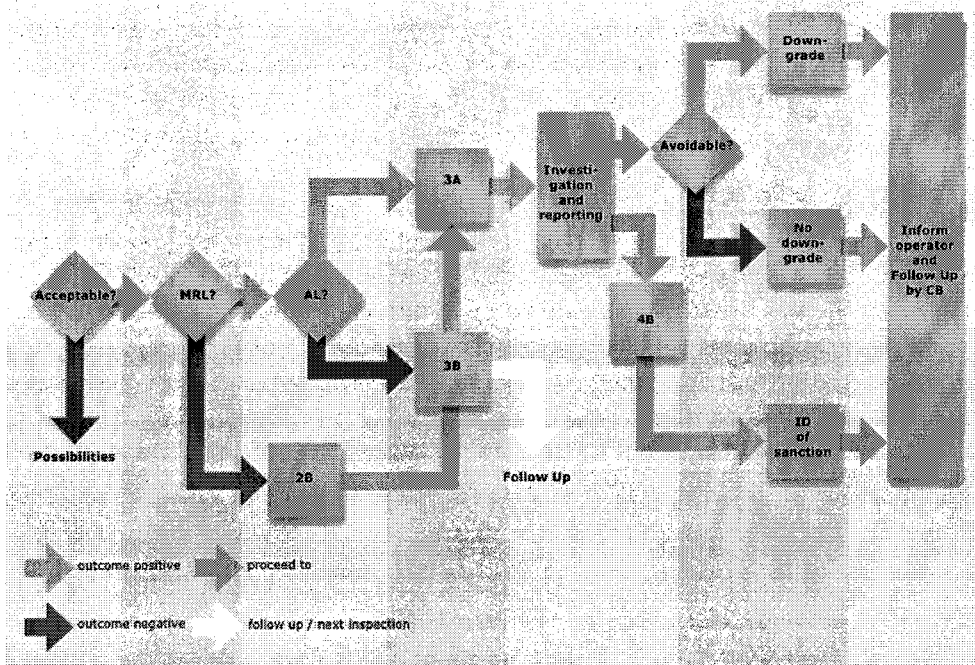 Down-
grade
Avoidable?
3A
Investi-
gation
and
reporting
No
down-
grade
Inform
operator
and
Follow Up
by CB
Acceptable?
MRL?
AL?
4B
3B
ID
of
sanction
Possibilities
2B
Follow Up
outcome positive
proceed to
outcome negative
follow up / next inspection